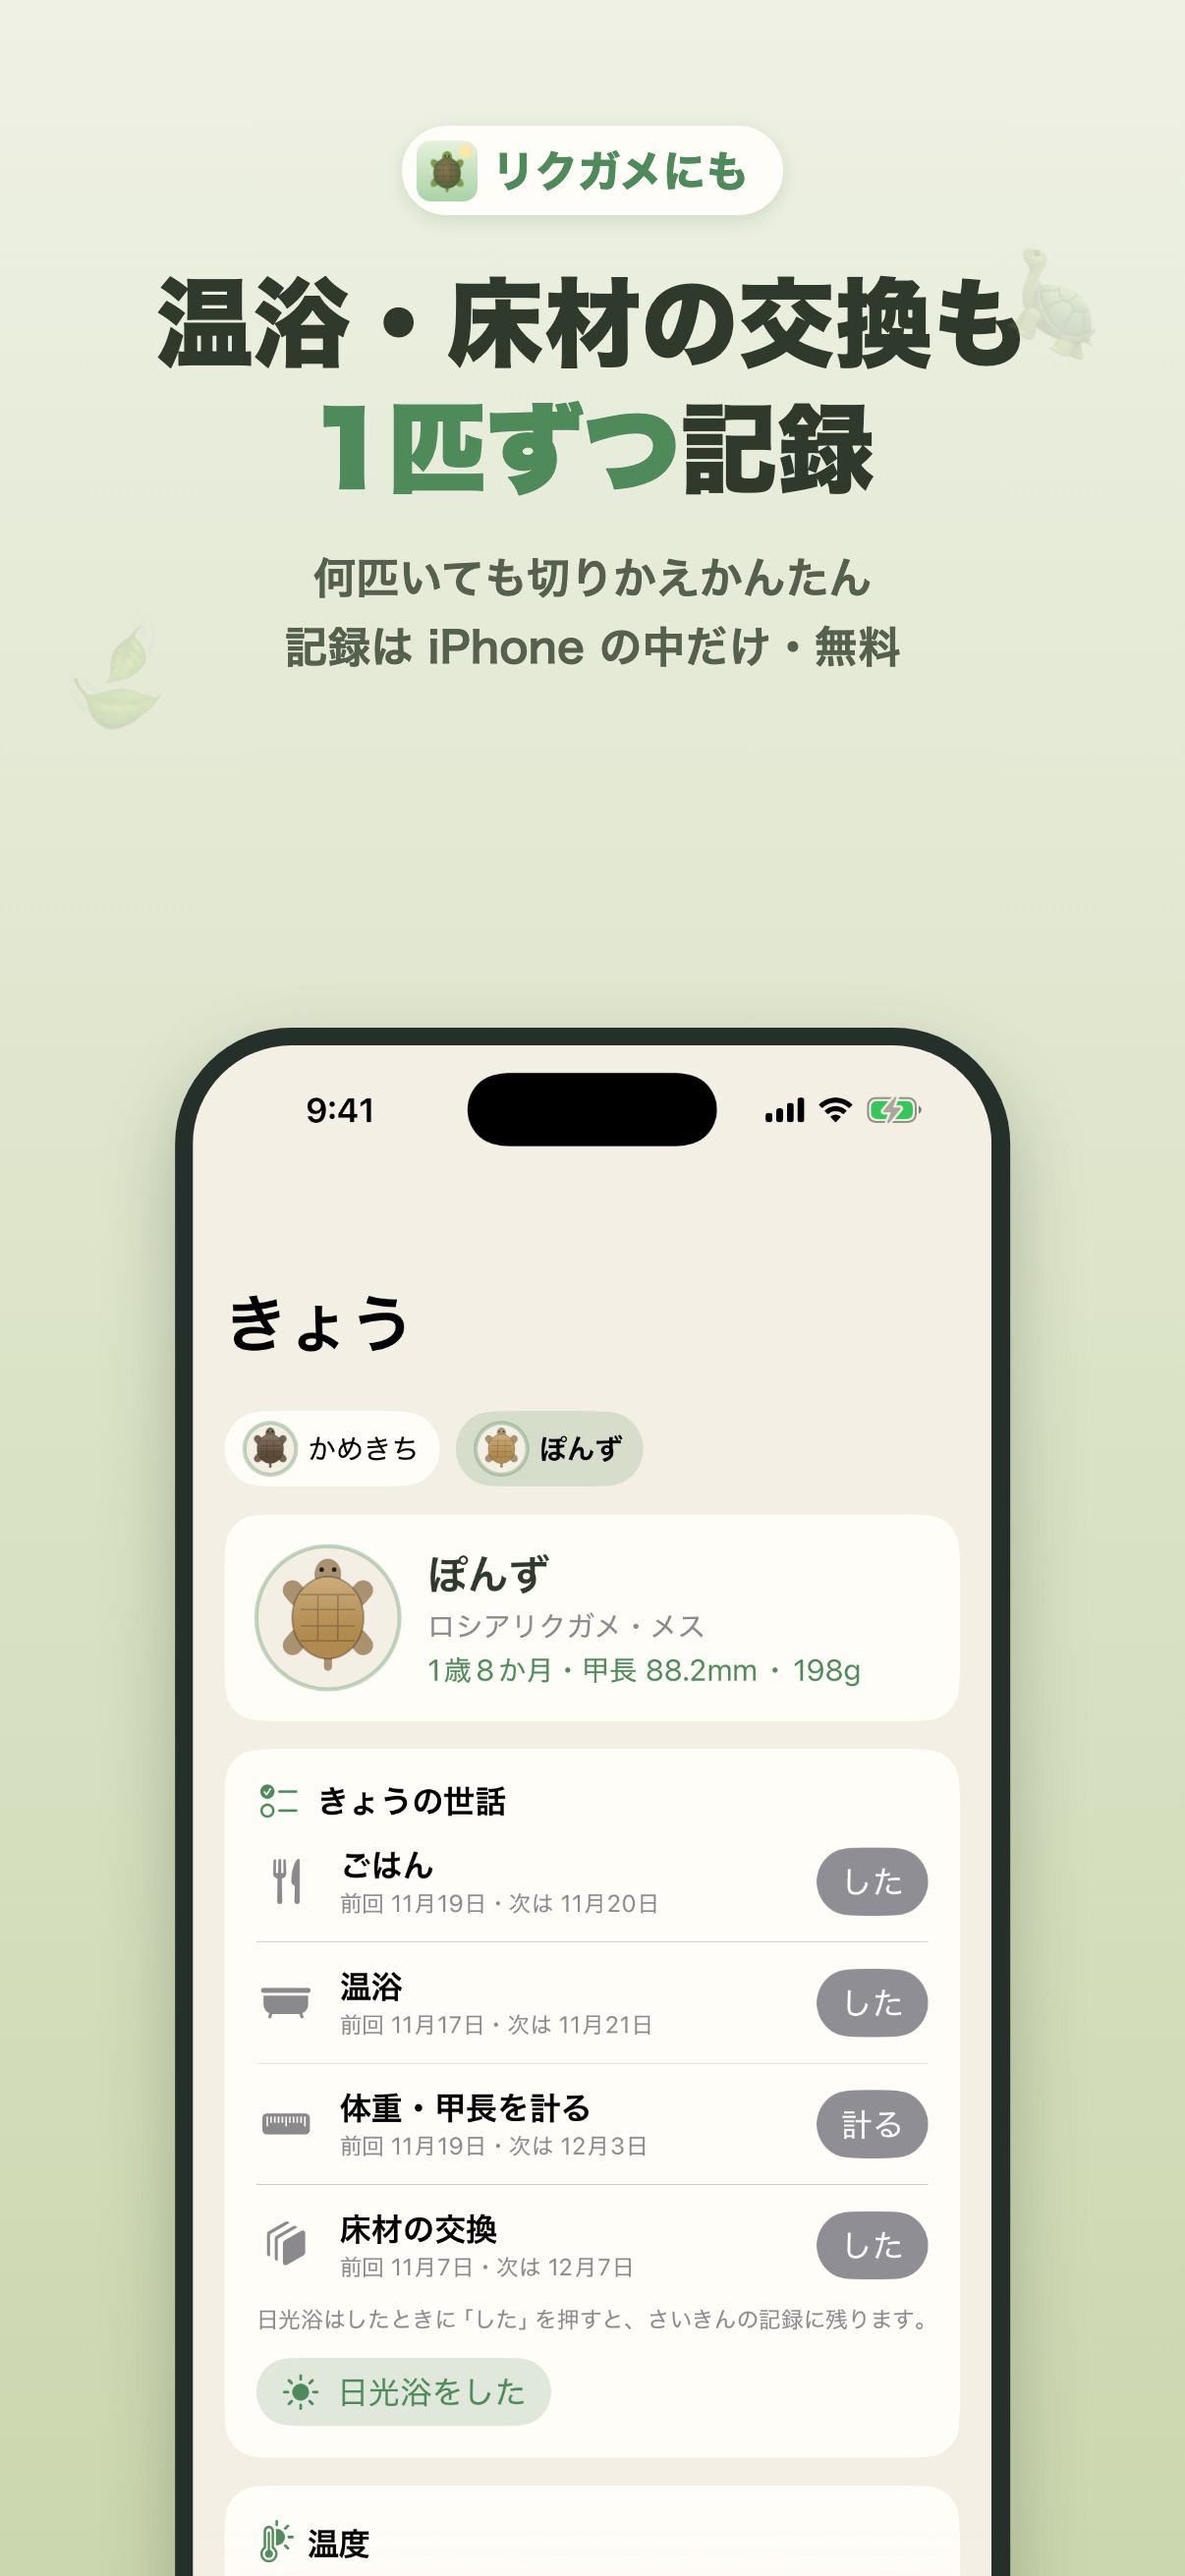 リクガメにも
温浴・床材の交換も
1匹ずつ記録
何匹いても切りかえかんたん
記録は iPhone の中だけ・無料
9:41
きょう
かめきち
ぽんず
ぽんず
ロシアリクガメ・メス
1歳8か月・甲長 88.2mm・198g
きょうの世話
ごはん
前回 11月19日・次は 11月20日
した
温浴
前回 11月17日・次は 11月21日
した
体重・甲長を計る
前回 11月19日・次は 12月3日
計る
床材の交換
前回 11月7日・次は 12月7日
した
日光浴はしたときに「した」を押すと、さいきんの記録に残ります。
日光浴をした
温度